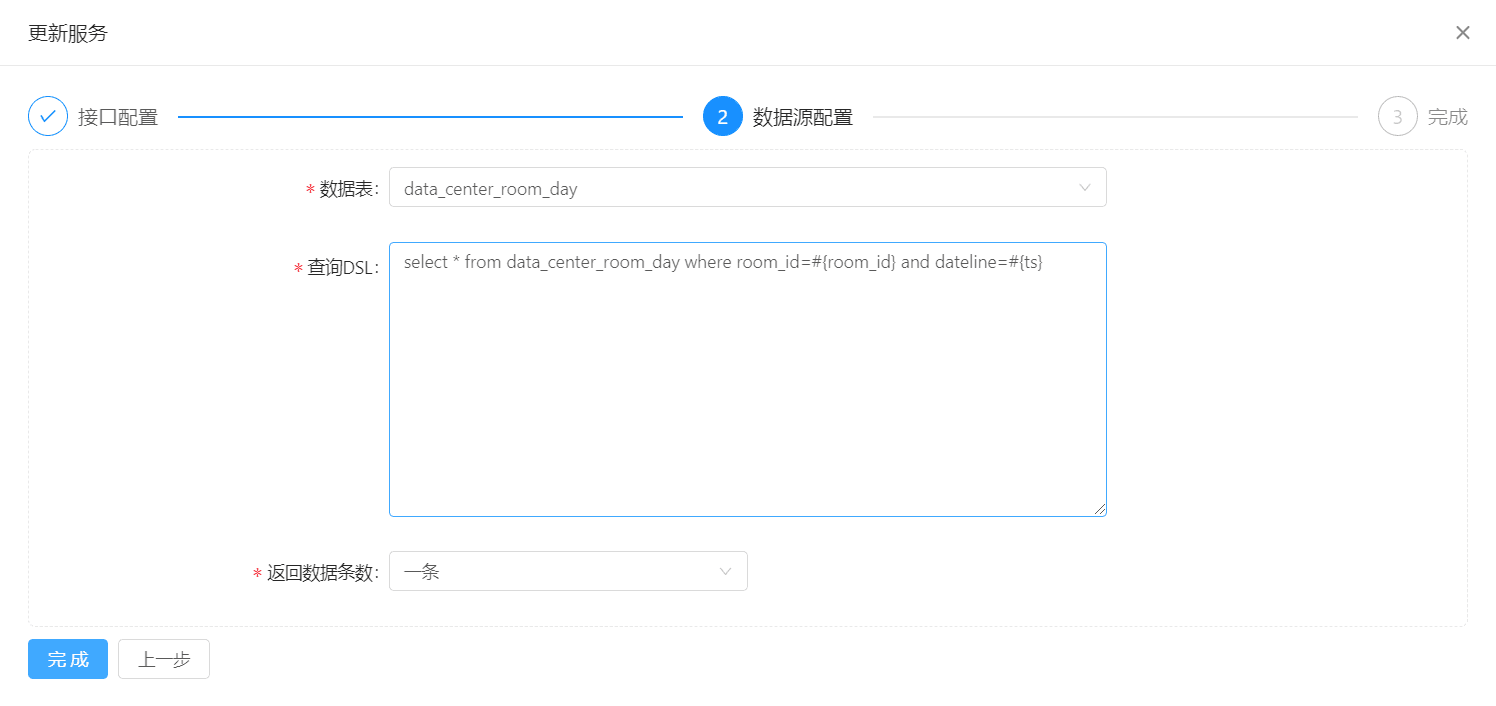 更新服务
接口配置
2 数据源配置
3 完成
* 数据表: data_center_room_day
* 查询DSL: select * from data_center_room_day where room_id=#{room_id} and dateline=#{ts}
* 返回数据条数: 一条
完成 上一步